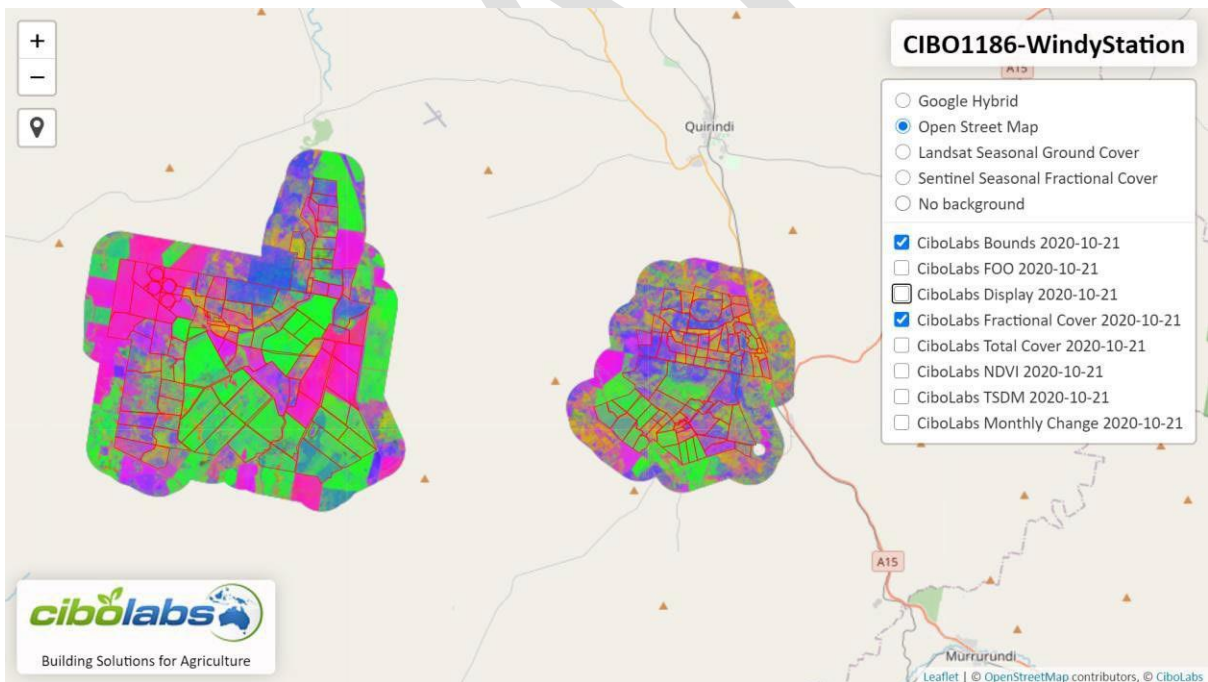 +
−
CIBO1186-WindyStation
A15
Google Hybrid
Open Street Map
Landsat Seasonal Ground Cover
Sentinel Seasonal Fractional Cover
No background
CiboLabs Bounds 2020-10-21
CiboLabs FOO 2020-10-21
CiboLabs Display 2020-10-21
CiboLabs Fractional Cover 2020-10-21
CiboLabs Total Cover 2020-10-21
CiboLabs NDVI 2020-10-21
CiboLabs TSDM 2020-10-21
CiboLabs Monthly Change 2020-10-21
Quirindi
A15
Murrurundi
cibolabs
Building Solutions for Agriculture
Leaflet | © OpenStreetMap contributors, © CiboLabs